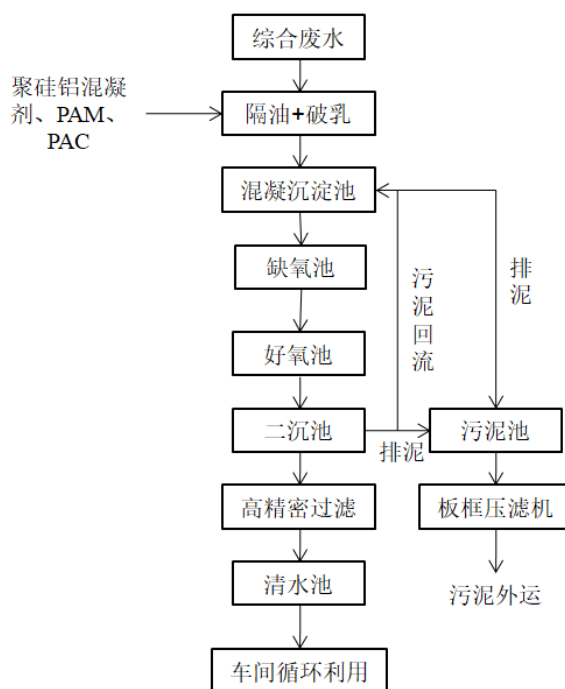 综合废水
聚硅铝混凝
剂、PAM、
PAC
隔油+破乳
混凝沉淀池
缺氧池
污泥回流
排泥
好氧池
二沉池
排泥
污泥池
高精密过滤
板框压滤机
清水池
污泥外运
车间循环利用